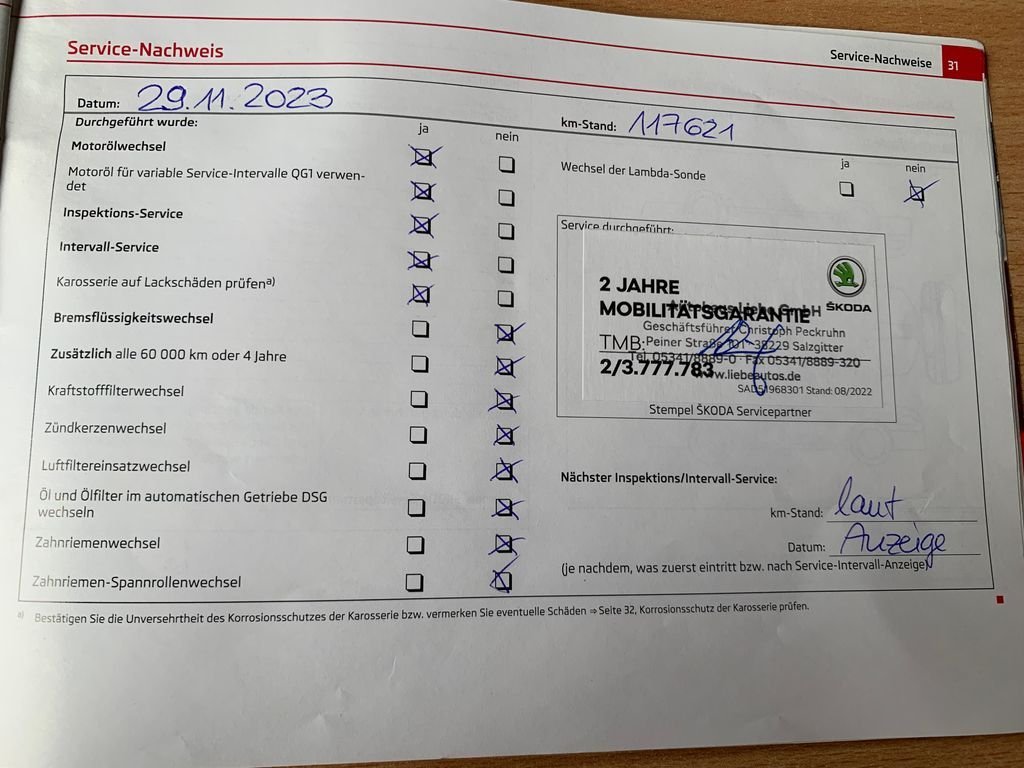 Service-Nachweis
Service-Nachweise 31
Datum: 29.11.2023
km-Stand: 117621
Durchgeführt wurde:
ja nein
Motorölwechsel
Motoröl für variable Service-Intervalle QG1 verwen-
det
Inspektions-Service
Intervall-Service
Karosserie auf Lackschäden prüfen a)
Bremsflüssigkeitswechsel
Zusätzlich alle 60 000 km oder 4 Jahre
Kraftstofffilterwechsel
Zündkerzenwechsel
Luftfiltereinsatzwechsel
Öl und Ölfilter im automatischen Getriebe DSG
wechseln
Zahnriemenwechsel
Zahnriemen-Spannrollenwechsel
ja nein
Wechsel der Lambda-Sonde
Service durchgeführt:
2 JAHRE
MOBILITÄTSGARANTIE
ŠKODA
Autohaus Liebe GmbH
Geschäftsführer Christoph Peckruhn
TMB:
Peiner Straße 101 · 38229 Salzgitter
Tel. 05341/8889-0 · Fax 05341/8889-320
2/3.777.783
www.liebeautos.de
SAD51968301 Stand: 08/2022
Stempel ŠKODA Servicepartner
Nächster Inspektions/Intervall-Service:
km-Stand: laut
Datum: Anzeige
(je nachdem, was zuerst eintritt bzw. nach Service-Intervall-Anzeige)
a) Bestätigen Sie die Unversehrtheit des Korrosionsschutzes der Karosserie bzw. vermerken Sie eventuelle Schäden ⇒ Seite 32, Korrosionsschutz der Karosserie prüfen.